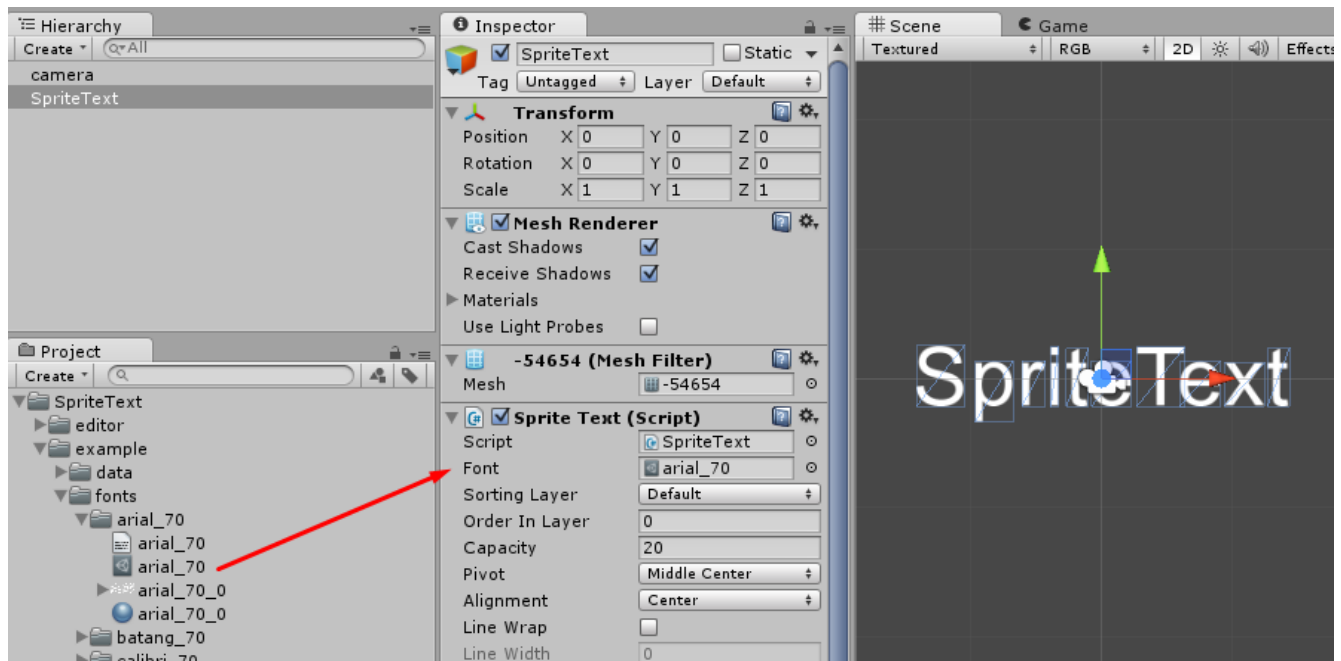 Hierarchy
Create All
camera
SpriteText
Project
Create
SpriteText
editor
example
data
fonts
arial_70
arial_70
arial_70
arial_70_0
arial_70_0
batang_70
calibri_70
Inspector
SpriteText Static
Tag Untagged Layer Default
Transform
Position X 0 Y 0 Z 0
Rotation X 0 Y 0 Z 0
Scale X 1 Y 1 Z 1
Mesh Renderer
Cast Shadows
Receive Shadows
Materials
Use Light Probes
-54654 (Mesh Filter)
Mesh -54654
Sprite Text (Script)
Script SpriteText
Font arial_70
Sorting Layer Default
Order In Layer 0
Capacity 20
Pivot Middle Center
Alignment Center
Line Wrap
Line Width 0
Scene Game
Textured RGB 2D Effects
SpriteText